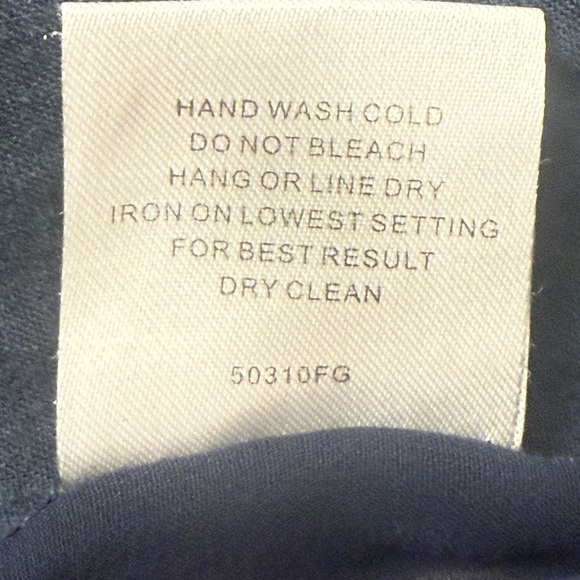 HAND WASH COLD
DO NOT BLEACH
HANG OR LINE DRY
IRON ON LOWEST SETTING
FOR BEST RESULT
DRY CLEAN
50310FG